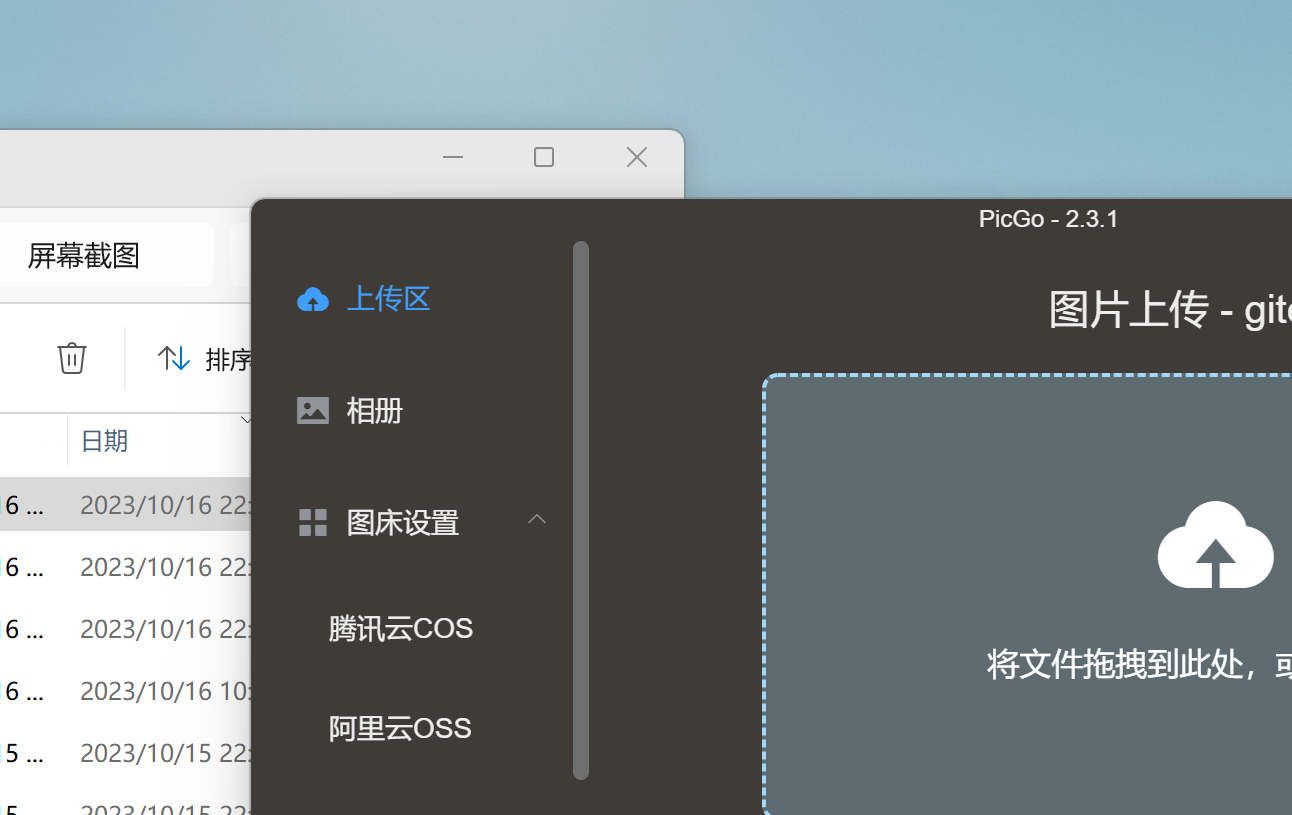 屏幕截图
排序
日期
6 ...
2023/10/16 22:
6 ...
2023/10/16 22:
6 ...
2023/10/16 22:
6 ...
2023/10/16 10:
5 ...
2023/10/15 22:
PicGo - 2.3.1
上传区
相册
图床设置
腾讯云COS
阿里云OSS
图片上传 - git
将文件拖拽到此处，或